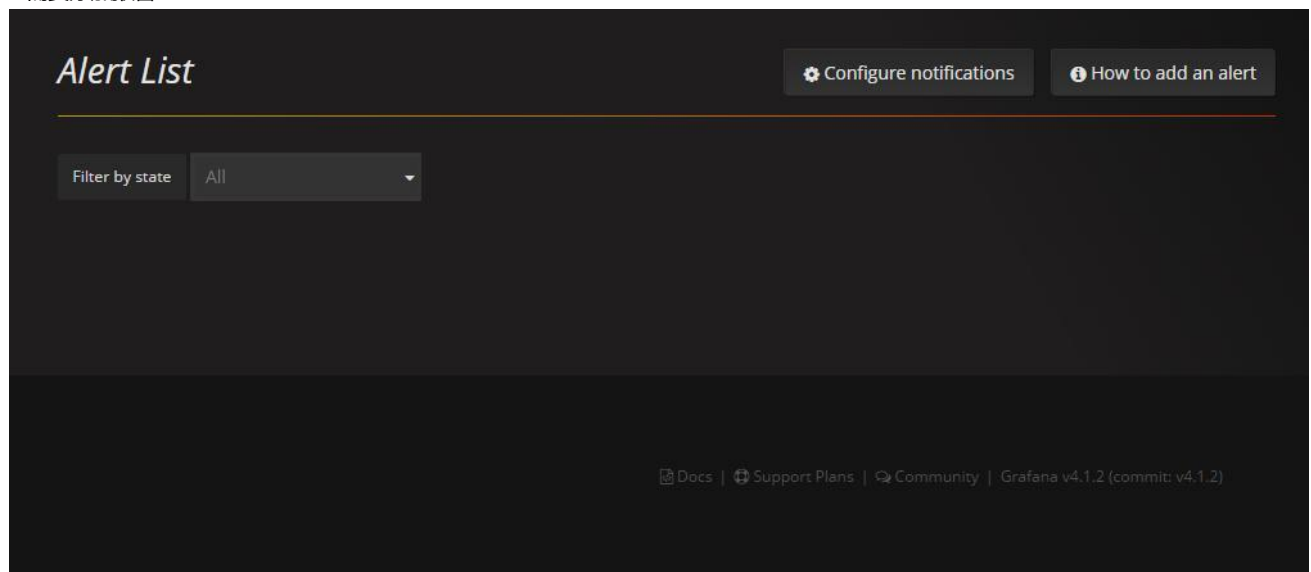 Alert List
Configure notifications
How to add an alert
Filter by state
All
Docs | Support Plans | Community | Grafana v4.1.2 (commit: v4.1.2)